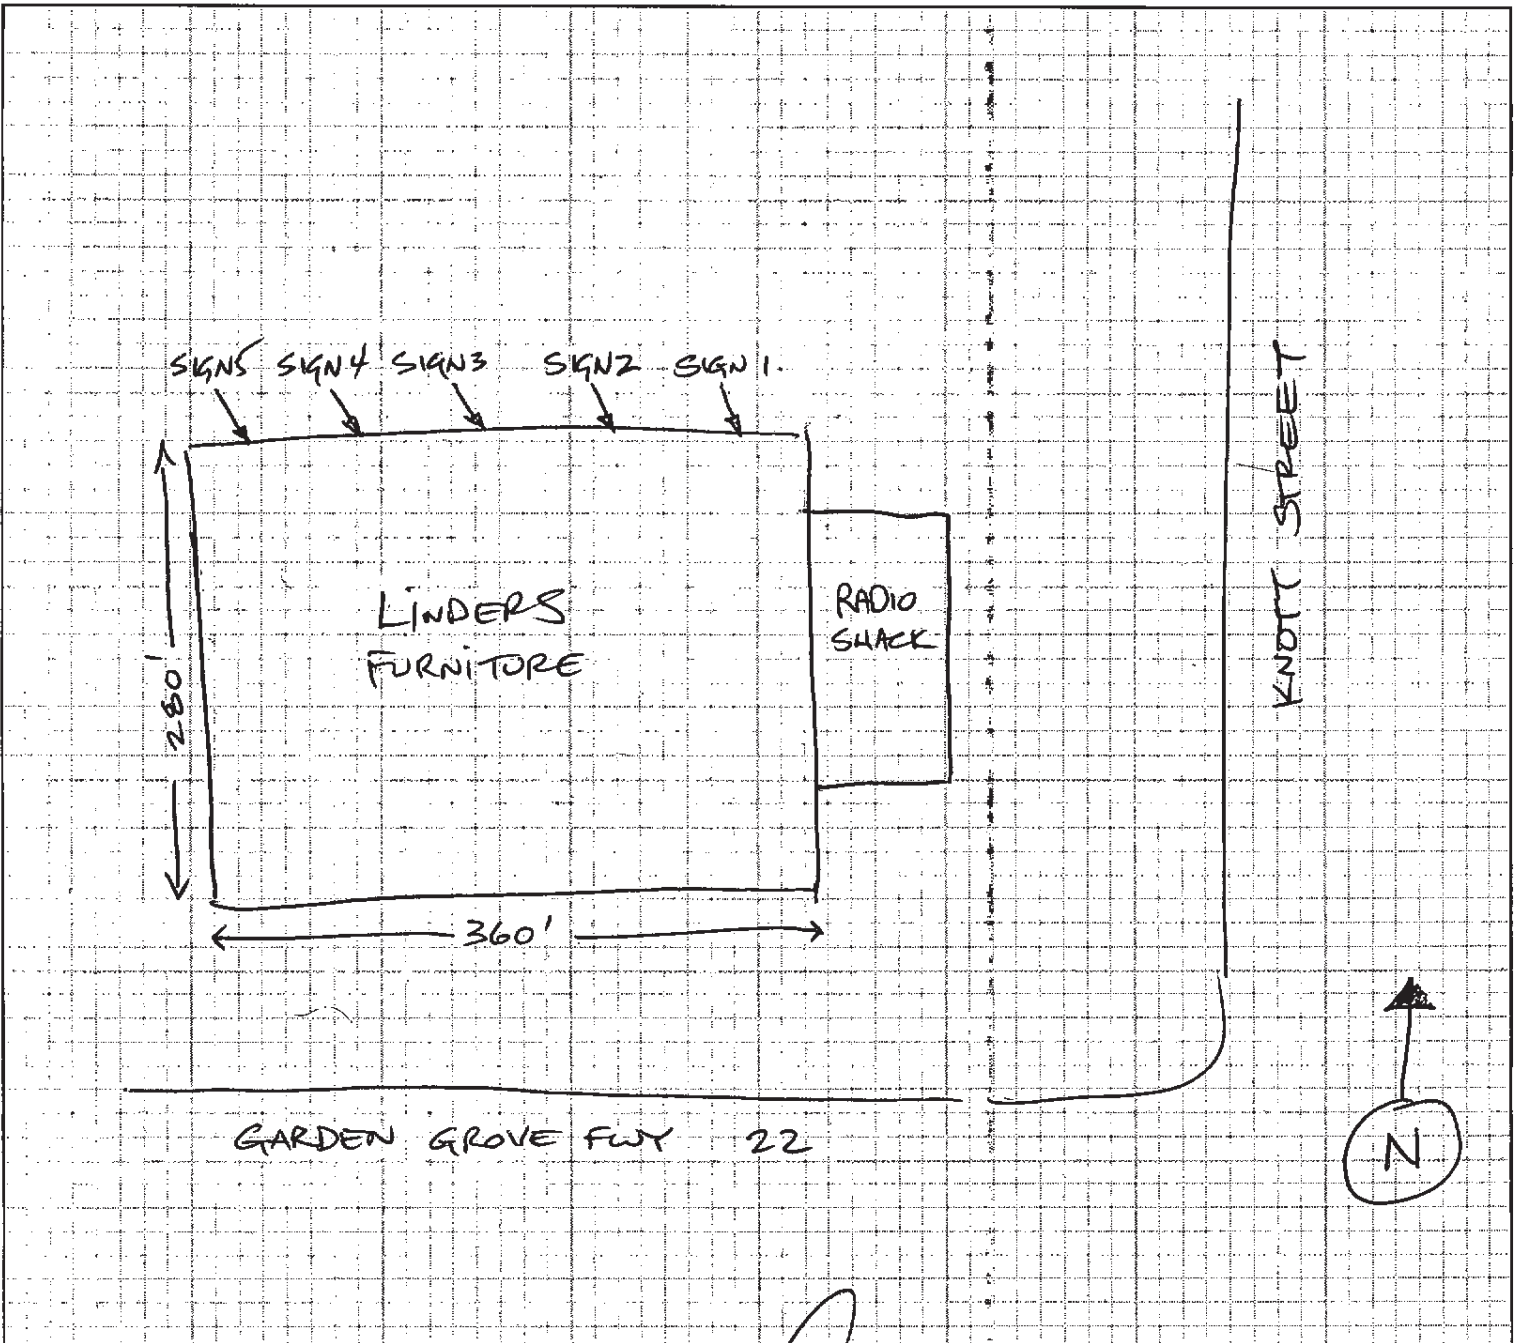 SIGN5 SIGN4 SIGN3 SIGN2 SIGN 1.
LINDERS
FURNITURE
RADIO
SHACK
280'
360'
KNOTT STREET
GARDEN GROVE FWY 22
N